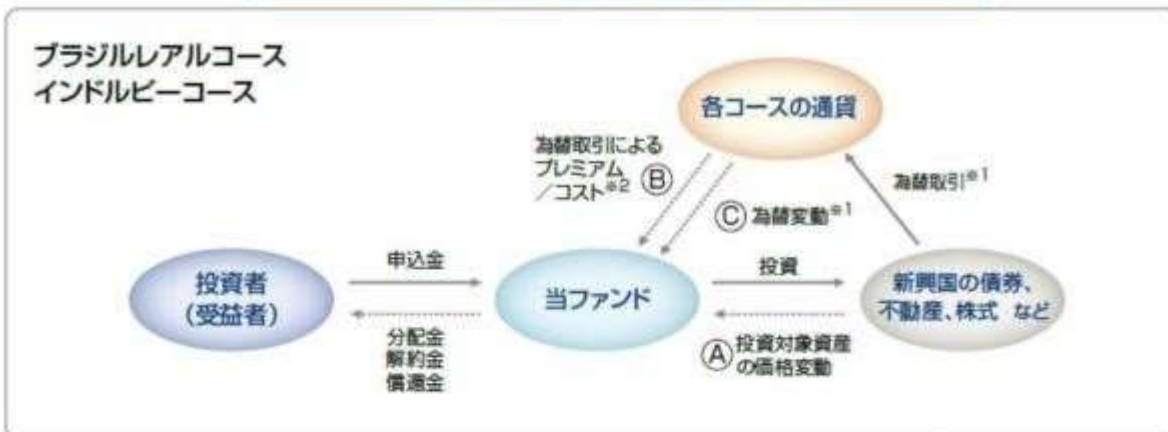 ブラジルレアルコース
インドルピーコース
各コースの通貨
為替取引による
プレミアム
／コスト※2
Ⓑ
Ⓒ為替変動※1
為替取引※1
投資者
(受益者)
申込金
分配金
解約金
償還金
当ファンド
投資
Ⓐ投資対象資産
の価格変動
新興国の債券、
不動産、株式 など